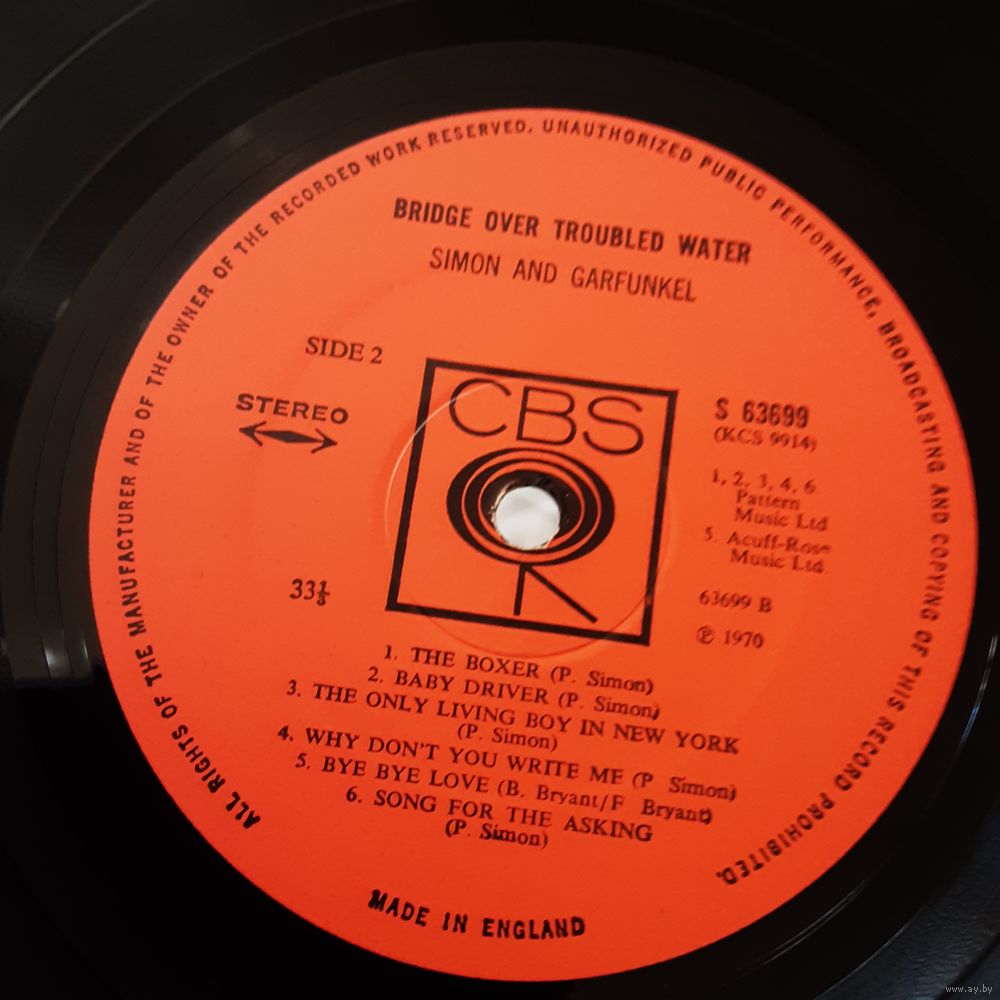 ALL RIGHTS OF THE MANUFACTURER AND OF THE OWNER OF THE RECORDED WORK RESERVED. UNAUTHORIZED PUBLIC PERFORMANCE, BROADCASTING AND COPYING OF THIS RECORD PROHIBITED.
BRIDGE OVER TROUBLED WATER
SIMON AND GARFUNKEL
SIDE 2
STEREO
CBS
S 63699
(KCS 9914)
1, 2, 3, 4, 6
Pattern
Music Ltd
5. Acuff-Rose
Music Ltd
63699 B
℗ 1970
33⅓
1. THE BOXER (P. Simon)
2. BABY DRIVER (P. Simon)
3. THE ONLY LIVING BOY IN NEW YORK
(P. Simon)
4. WHY DON'T YOU WRITE ME (P Simon)
5. BYE BYE LOVE (B. Bryant/F Bryant)
6. SONG FOR THE ASKING
(P. Simon)
MADE IN ENGLAND
www.ay.by